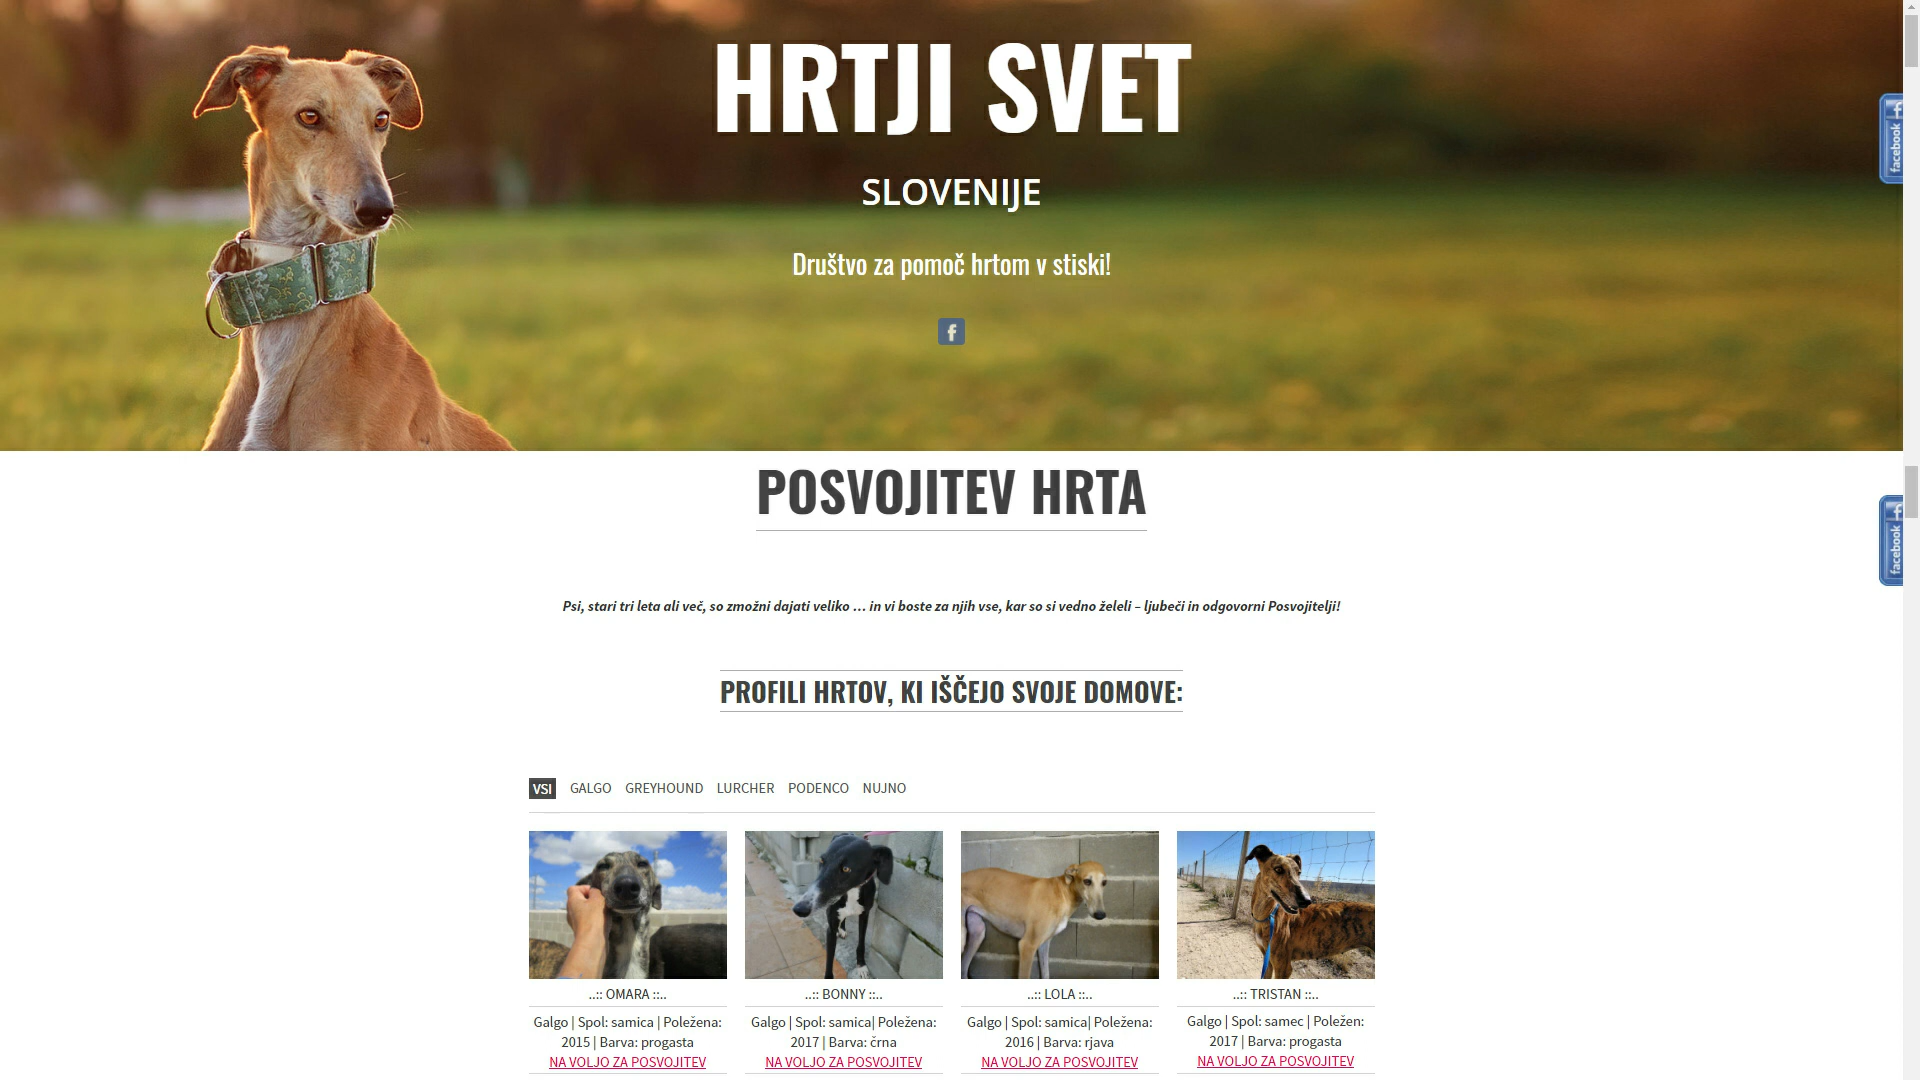 HRTJI SVET
SLOVENIJE
Društvo za pomoč hrtom v stiski!
facebook
POSVOJITEV HRTA
facebook
Psi, stari tri leta ali več, so zmožni dajati veliko … in vi boste za njih vse, kar so si vedno želeli – ljubeči in odgovorni Posvojitelji!
PROFILI HRTOV, KI IŠČEJO SVOJE DOMOVE:
VSI GALGO GREYHOUND LURCHER PODENCO NUJNO
..:: OMARA ::..
Galgo | Spol: samica | Poležena:
2015 | Barva: progasta
NA VOLJO ZA POSVOJITEV
..:: BONNY ::..
Galgo | Spol: samica| Poležena:
2017 | Barva: črna
NA VOLJO ZA POSVOJITEV
..:: LOLA ::..
Galgo | Spol: samica| Poležena:
2016 | Barva: rjava
NA VOLJO ZA POSVOJITEV
..:: TRISTAN ::..
Galgo | Spol: samec | Poležen:
2017 | Barva: progasta
NA VOLJO ZA POSVOJITEV